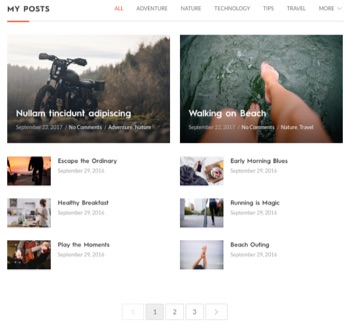 MY POSTS
ALL ADVENTURE NATURE TECHNOLOGY TIPS TRAVEL MORE
Nullam tincidunt adipiscing
September 22, 2017 / No Comments / Adventure, Nature
Walking on Beach
September 22, 2017 / No Comments / Nature, Travel
Escape the Ordinary
September 29, 2016
Early Morning Blues
September 29, 2016
Healthy Breakfast
September 29, 2016
Running is Magic
September 29, 2016
Play the Moments
September 29, 2016
Beach Outing
September 29, 2016
1 2 3